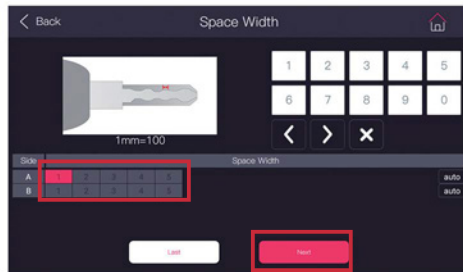 Back Space Width
1 2 3 4 5
6 7 8 9 0
1mm=100
Side Space Width
A 1 2 3 4 5 auto
B 1 2 3 4 5 auto
Last Next